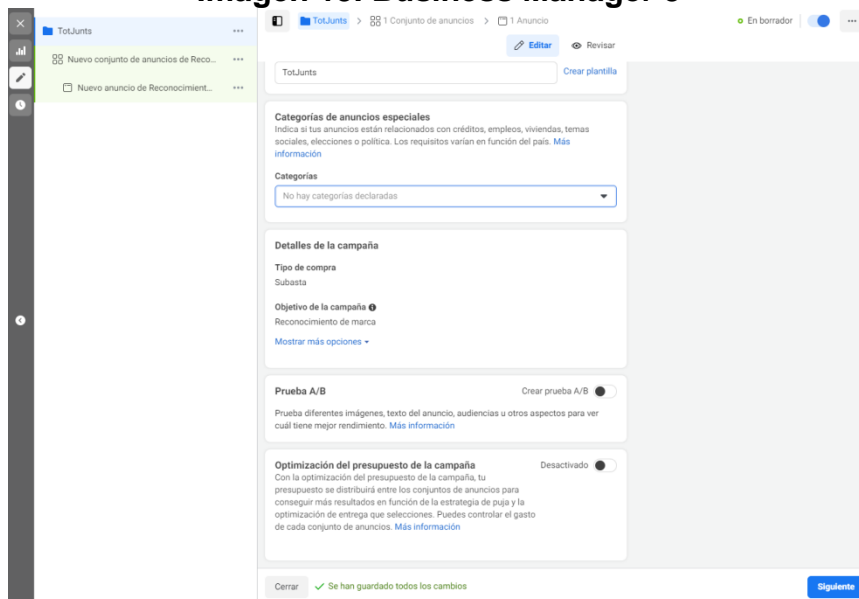 TotJunts
Nuevo conjunto de anuncios de Reco...
Nuevo anuncio de Reconocimient...
TotJunts > 1 Conjunto de anuncios > 1 Anuncio
En borrador
Editar Revisar
TotJunts Crear plantilla
Categorías de anuncios especiales
Indica si tus anuncios están relacionados con créditos, empleos, viviendas, temas
sociales, elecciones o política. Los requisitos varían en función del país. Más
información
Categorías
No hay categorías declaradas
Detalles de la campaña
Tipo de compra
Subasta
Objetivo de la campaña
Reconocimiento de marca
Mostrar más opciones
Prueba A/B Crear prueba A/B
Prueba diferentes imágenes, texto del anuncio, audiencias u otros aspectos para ver
cuál tiene mejor rendimiento. Más información
Optimización del presupuesto de la campaña Desactivado
Con la optimización del presupuesto de la campaña, tu
presupuesto se distribuirá entre los conjuntos de anuncios para
conseguir más resultados en función de la estrategia de puja y la
optimización de entrega que selecciones. Puedes controlar el gasto
de cada conjunto de anuncios. Más información
Cerrar Se han guardado todos los cambios
Siguiente